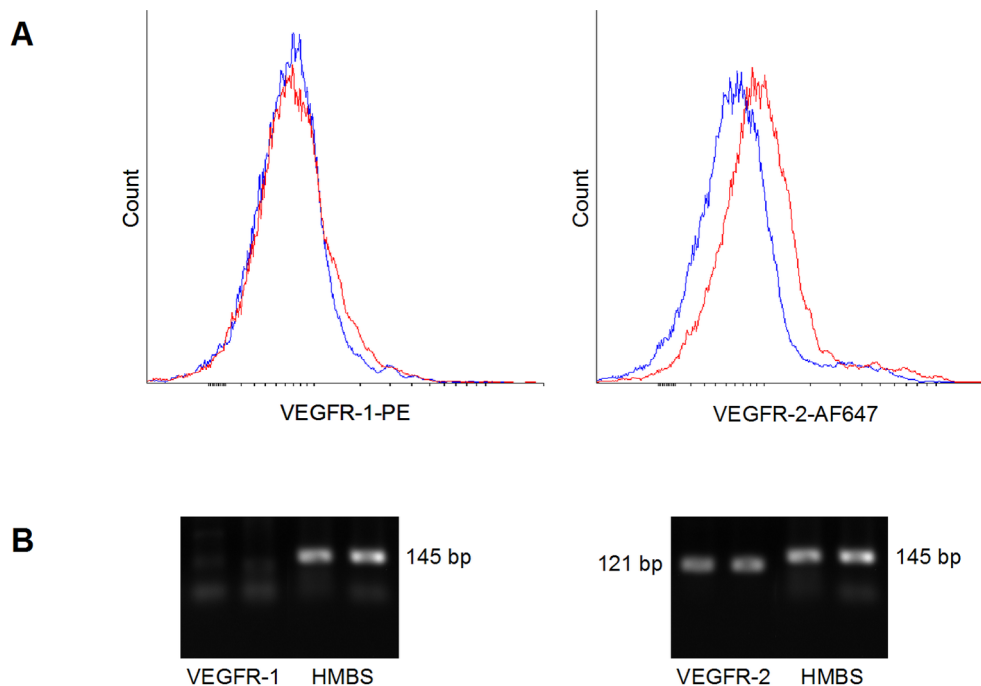 A
Count
VEGFR-1-PE
Count
VEGFR-2-AF647
B
145 bp
VEGFR-1 HMBS
121 bp
145 bp
VEGFR-2 HMBS